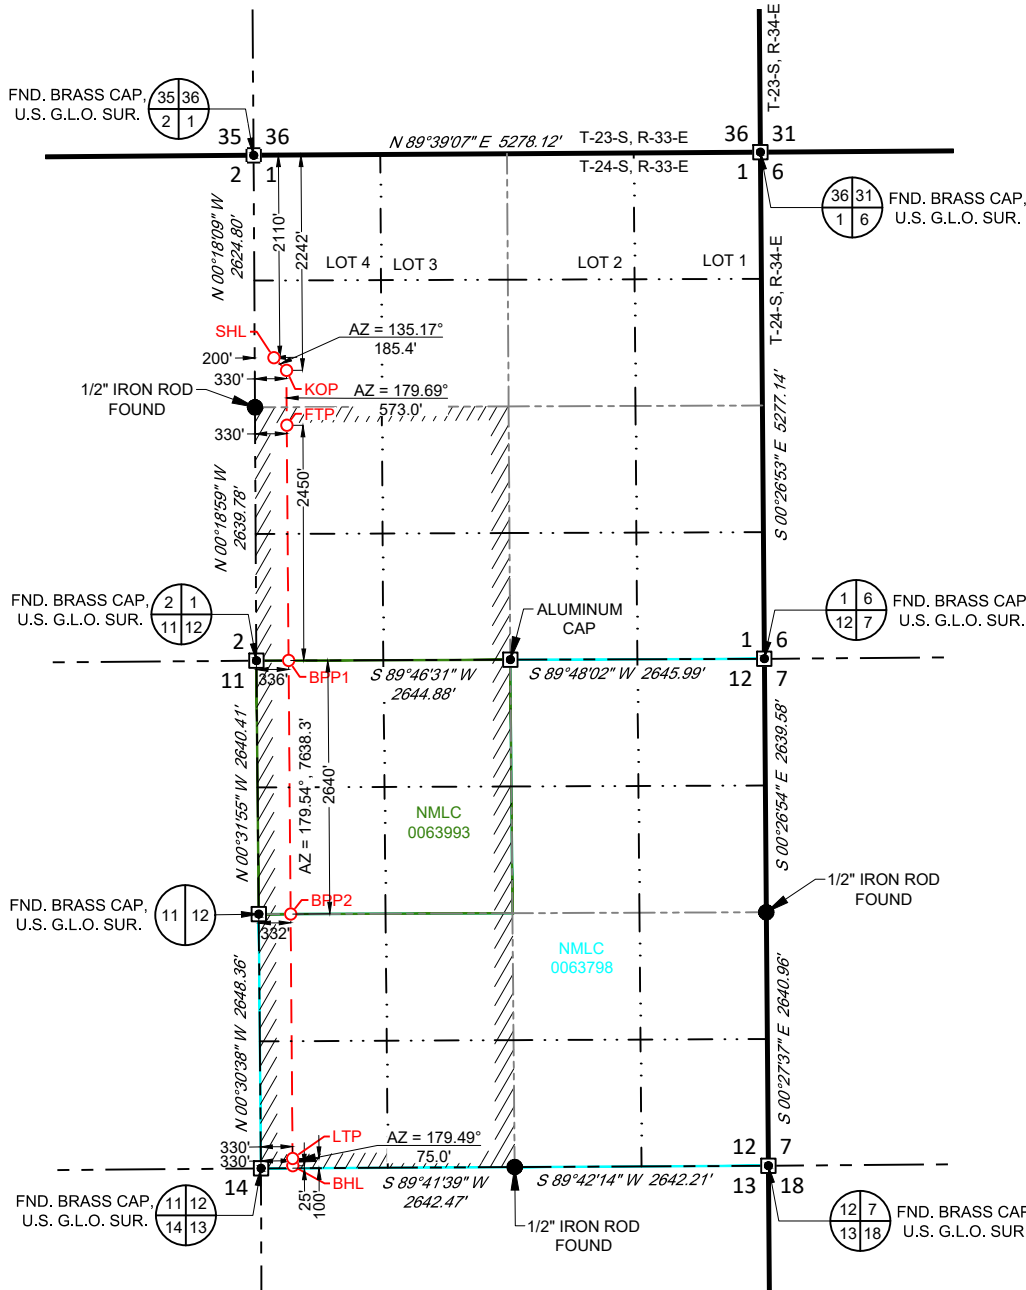 T-23-S, R-34-E
FND. BRASS CAP,
U.S. G.L.O. SUR.
35 36
2 1
35 36
2 1
N 89°39'07" E 5278.12'
T-23-S, R-33-E
T-24-S, R-33-E
36 31
1 6
36 31
1 6
FND. BRASS CAP,
U.S. G.L.O. SUR.
N 00°18'09" W
2624.80'
2110'
2242'
LOT 4
LOT 3
LOT 2
LOT 1
T-24-S, R-34-E
SHL
200'
AZ = 135.17°
185.4'
330'
KOP
AZ = 179.69°
573.0'
1/2" IRON ROD
FOUND
FTP
330'
2450'
S 00°26'53" E 5277.14'
N 00°18'59" W
2639.78'
FND. BRASS CAP,
U.S. G.L.O. SUR.
2 1
11 12
2
11
336'
BPP1
ALUMINUM
CAP
S 89°46'31" W
2644.88'
S 89°48'02" W 2645.99'
1 6
12 7
1 6
12 7
FND. BRASS CAP
U.S. G.L.O. SUR.
N 00°31'55" W 2640.41'
AZ = 179.54°, 7638.3'
2640'
NMLC
0063993
S 00°26'54" E 2639.58'
FND. BRASS CAP,
U.S. G.L.O. SUR.
11 12
BPP2
332'
1/2" IRON ROD
FOUND
NMLC
0063798
N 00°30'38" W 2648.36'
S 00°27'37" E 2640.96'
330'
LTP
AZ = 179.49°
75.0'
330'
BHL
25'
100'
14
FND. BRASS CAP,
U.S. G.L.O. SUR.
11 12
14 13
S 89°41'39" W
2642.47'
S 89°42'14" W 2642.21'
1/2" IRON ROD
FOUND
12 7
13 18
12 7
13 18
FND. BRASS CAP
U.S. G.L.O. SUR